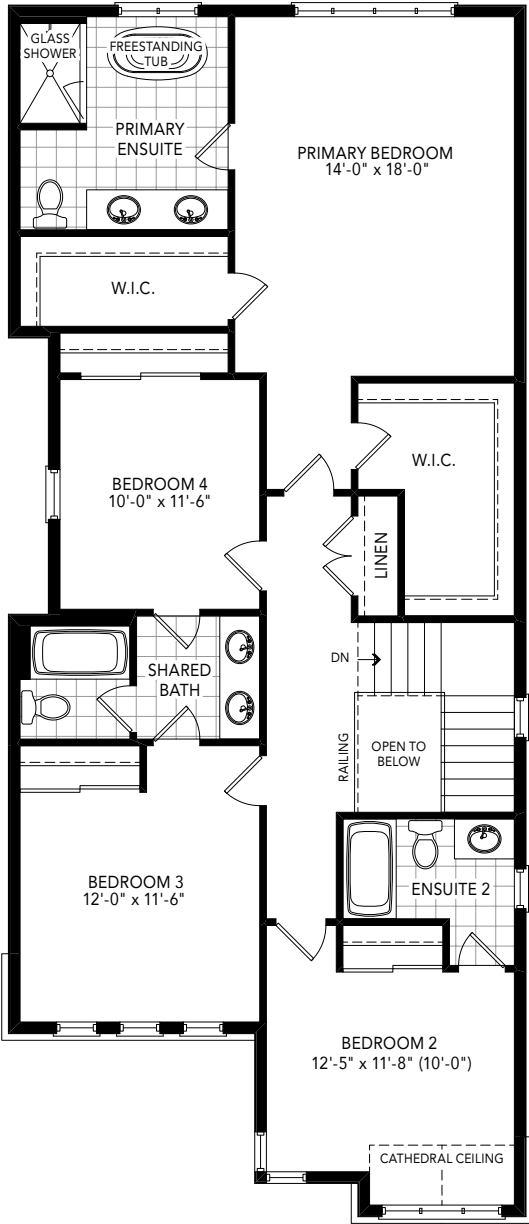 GLASS
SHOWER
FREESTANDING
TUB
PRIMARY
ENSUITE
PRIMARY BEDROOM
14'-0" x 18'-0"
W.I.C.
W.I.C.
BEDROOM 4
10'-0" x 11'-6"
LINEN
SHARED
BATH
DN
RAILING
OPEN TO
BELOW
BEDROOM 3
12'-0" x 11'-6"
ENSUITE 2
BEDROOM 2
12'-5" x 11'-8" (10'-0")
CATHEDRAL CEILING